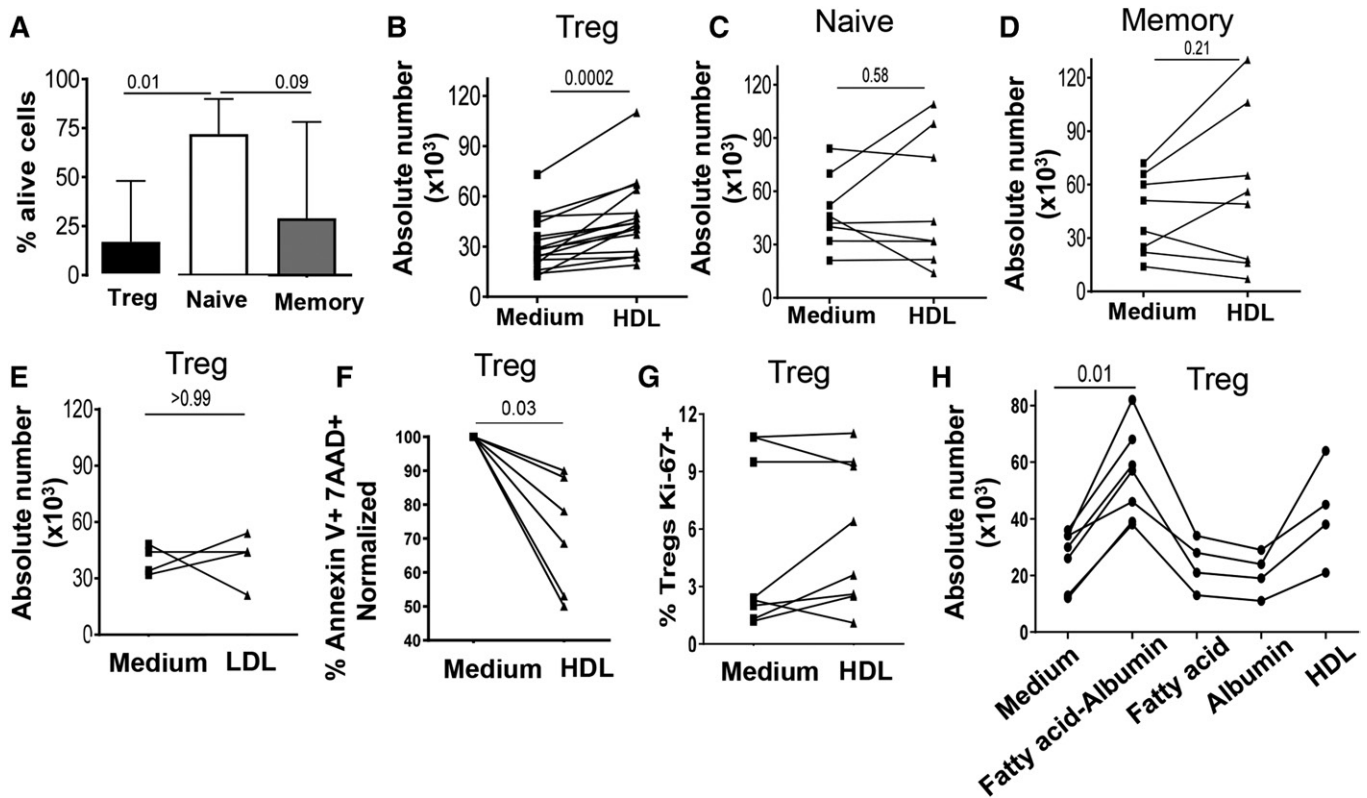 A
% alive cells
100
75
50
25
0
0.01
0.09
Treg
Naive
Memory
B
Treg
Absolute number
(x10³)
120
90
60
30
0
0.0002
Medium
HDL
C
Naive
Absolute number
(x10³)
120
90
60
30
0
0.58
Medium
HDL
D
Memory
Absolute number
(x10³)
120
90
60
30
0
0.21
Medium
HDL
E
Treg
Absolute number
(x10³)
120
90
60
30
0
>0.99
Medium
LDL
F
Treg
% Annexin V+ 7AAD+
Normalized
100
90
80
70
60
50
40
0.03
Medium
HDL
G
Treg
% Tregs Ki-67+
12
9
6
3
0
Medium
HDL
H
Treg
Absolute number
(x10³)
80
60
40
20
0
0.01
Medium
Fatty acid-Albumin
Fatty acid
Albumin
HDL